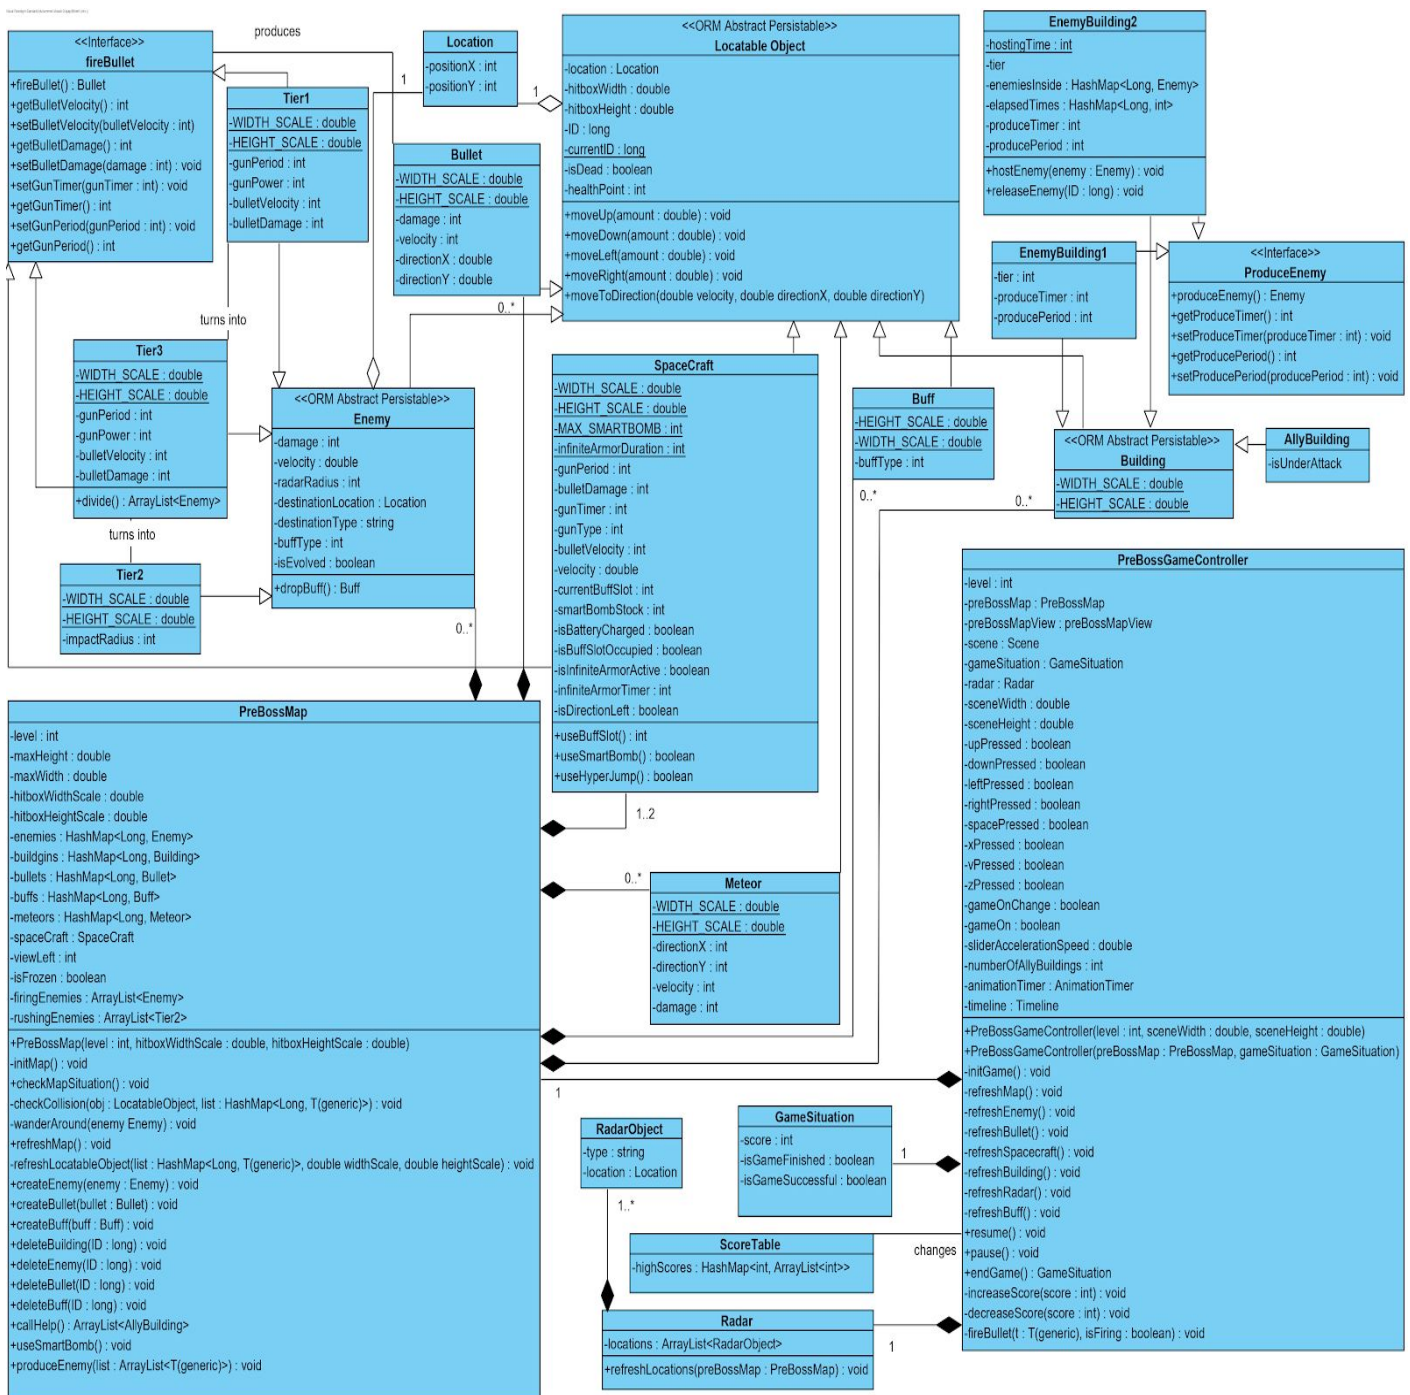 <<Interface>>
fireBullet
+fireBullet() : Bullet
+getBulletVelocity() : int
+setBulletVelocity(bulletVelocity : int)
+getBulletDamage() : int
+setBulletDamage(damage : int) : void
+setGunTimer(gunTimer : int) : void
+getGunTimer() : int
+setGunPeriod(gunPeriod : int) : void
+getGunPeriod() : int
produces
Tier1
-WIDTH_SCALE : double
-HEIGHT_SCALE : double
-gunPeriod : int
-gunPower : int
-bulletVelocity : int
-bulletDamage : int
Location
-positionX : int
-positionY : int
1
1
Bullet
-WIDTH_SCALE : double
-HEIGHT_SCALE : double
-damage : int
-velocity : int
-directionX : double
-directionY : double
<<ORM Abstract Persistable>>
Locatable Object
-location : Location
-hitboxWidth : double
-hitboxHeight : double
-ID : long
-currentID : long
-isDead : boolean
-healthPoint : int
+moveUp(amount : double) : void
+moveDown(amount : double) : void
+moveLeft(amount : double) : void
+moveRight(amount : double) : void
+moveToDirection(double velocity, double directionX, double directionY)
EnemyBuilding2
-hostingTime : int
-tier
-enemiesInside : HashMap<Long, Enemy>
-elapsedTimes : HashMap<Long, int>
-produceTimer : int
-producePeriod : int
+hostEnemy(enemy : Enemy) : void
+releaseEnemy(ID : long) : void
EnemyBuilding1
-tier : int
-produceTimer : int
-producePeriod : int
<<Interface>>
ProduceEnemy
+produceEnemy() : Enemy
+getProduceTimer() : int
+setProduceTimer(produceTimer : int) : void
+getProducePeriod() : int
+setProducePeriod(producePeriod : int) : void
turns into
0..*
Tier3
-WIDTH_SCALE : double
-HEIGHT_SCALE : double
-gunPeriod : int
-gunPower : int
-bulletVelocity : int
-bulletDamage : int
+divide() : ArrayList<Enemy>
turns into
Tier2
-WIDTH_SCALE : double
-HEIGHT_SCALE : double
-impactRadius : int
<<ORM Abstract Persistable>>
Enemy
-damage : int
-velocity : double
-radarRadius : int
-destinationLocation : Location
-destinationType : string
-buffType : int
-isEvolved : boolean
+dropBuff() : Buff
0..*
SpaceCraft
-WIDTH_SCALE : double
-HEIGHT_SCALE : double
-MAX_SMARTBOMB : int
-infiniteArmorDuration : int
-gunPeriod : int
-bulletDamage : int
-gunTimer : int
-gunType : int
-bulletVelocity : int
-velocity : double
-currentBuffSlot : int
-smartBombStock : int
-isBatteryCharged : boolean
-isBuffSlotOccupied : boolean
-isInfiniteArmorActive : boolean
-infiniteArmorTimer : int
-isDirectionLeft : boolean
+useBuffSlot() : int
+useSmartBomb() : boolean
+useHyperJump() : boolean
1..2
Buff
-HEIGHT_SCALE : double
-WIDTH_SCALE : double
-buffType : int
0..*
<<ORM Abstract Persistable>>
Building
-WIDTH_SCALE : double
-HEIGHT_SCALE : double
0..*
AllyBuilding
-isUnderAttack
PreBossMap
-level : int
-maxHeight : double
-maxWidth : double
-hitboxWidthScale : double
-hitboxHeightScale : double
-enemies : HashMap<Long, Enemy>
-buildgins : HashMap<Long, Building>
-bullets : HashMap<Long, Bullet>
-buffs : HashMap<Long, Buff>
-meteors : HashMap<Long, Meteor>
-spaceCraft : SpaceCraft
-viewLeft : int
-isFrozen : boolean
-firingEnemies : ArrayList<Enemy>
-rushingEnemies : ArrayList<Tier2>
+PreBossMap(level : int, hitboxWidthScale : double, hitboxHeightScale : double)
-initMap() : void
+checkMapSituation() : void
-checkCollision(obj : LocatableObject, list : HashMap<Long, T(generic)>) : void
-wanderAround(enemy Enemy) : void
+refreshMap() : void
-refreshLocatableObject(list : HashMap<Long, T(generic)>, double widthScale, double heightScale) : void
+createEnemy(enemy : Enemy) : void
+createBullet(bullet : Bullet) : void
+createBuff(buff : Buff) : void
+deleteBuilding(ID : long) : void
+deleteEnemy(ID : long) : void
+deleteBullet(ID : long) : void
+deleteBuff(ID : long) : void
+callHelp() : ArrayList<AllyBuilding>
+useSmartBomb() : void
+produceEnemy(list : ArrayList<T(generic)>) : void
0..*
Meteor
-WIDTH_SCALE : double
-HEIGHT_SCALE : double
-directionX : int
-directionY : int
-velocity : int
-damage : int
1
RadarObject
-type : string
-location : Location
1..*
GameSituation
-score : int
-isGameFinished : boolean
-isGameSuccessful : boolean
1
ScoreTable
-highScores : HashMap<int, ArrayList<int>>
changes
Radar
-locations : ArrayList<RadarObject>
+refreshLocations(preBossMap : PreBossMap) : void
1
PreBossGameController
-level : int
-preBossMap : PreBossMap
-preBossMapView : preBossMapView
-scene : Scene
-gameSituation : GameSituation
-radar : Radar
-sceneWidth : double
-sceneHeight : double
-upPressed : boolean
-downPressed : boolean
-leftPressed : boolean
-rightPressed : boolean
-spacePressed : boolean
-xPressed : boolean
-vPressed : boolean
-zPressed : boolean
-gameOnChange : boolean
-gameOn : boolean
-sliderAccelerationSpeed : double
-numberOfAllyBuildings : int
-animationTimer : AnimationTimer
-timeline : Timeline
+PreBossGameController(level : int, sceneWidth : double, sceneHeight : double)
+PreBossGameController(preBossMap : PreBossMap, gameSituation : GameSituation)
-initGame() : void
-refreshMap() : void
-refreshEnemy() : void
-refreshBullet() : void
-refreshSpacecraft() : void
-refreshBuilding() : void
-refreshRadar() : void
-refreshBuff() : void
+resume() : void
+pause() : void
+endGame() : GameSituation
-increaseScore(score : int) : void
-decreaseScore(score : int) : void
-fireBullet(t : T(generic), isFiring : boolean) : void